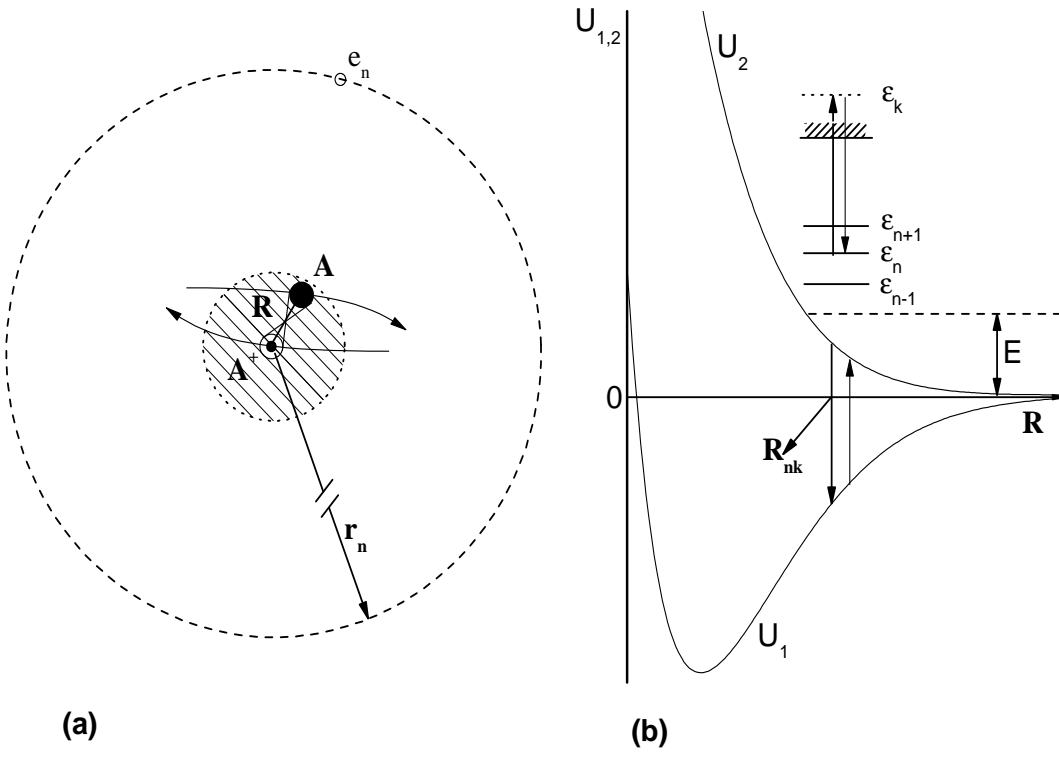 e_n
A
R
A^+
r_n
(a)
U_{1,2}
U_2
ε_k
ε_{n+1}
ε_n
ε_{n-1}
E
0
R
R_{nk}
U_1
(b)